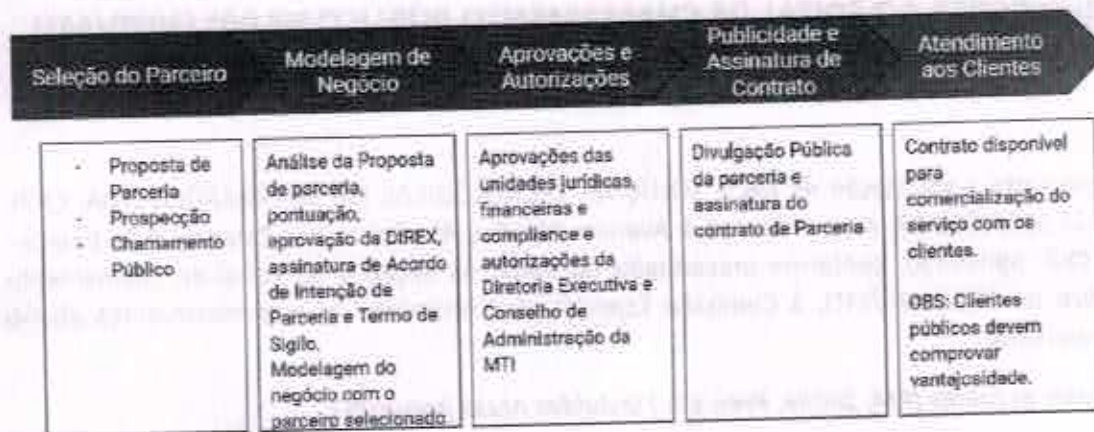 Seleção do Parceiro
Modelagem de
Negócio
Aprovações e
Autorizações
Publicidade e
Assinatura de
Contrato
Atendimento
aos Clientes
- Proposta de
Parceria
- Prospecção
- Chamamento
Público
Análise da Proposta
de parceria,
pontuação,
aprovação da DIREX,
assinatura de Acordo
de Intenção de
Parceria e Termo de
Sigilo.
Modelagem do
negócio com o
parceiro selecionado
Aprovações das
unidades jurídicas,
financeiras e
compliance e
autorizações da
Diretoria Executiva e
Conselho de
Administração da
MTI
Divulgação Pública
da parceria e
assinatura do
contrato de Parceria
Contrato disponível
para
comercialização do
serviço com os
clientes.
OBS: Clientes
públicos devem
comprovar
vantajosidade.